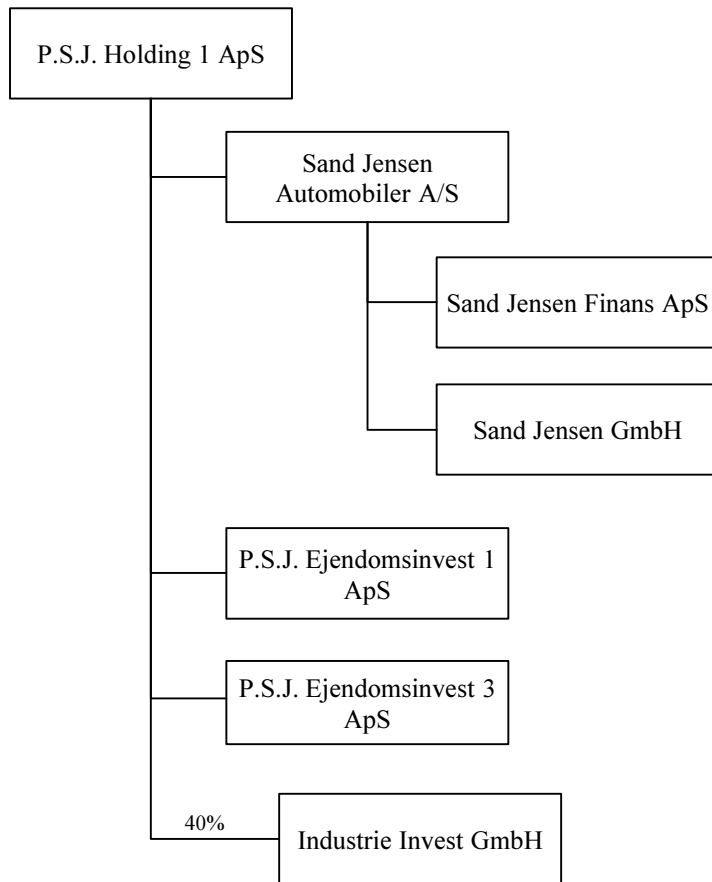 P.S.J. Holding 1 ApS
Sand Jensen
Automobiler A/S
Sand Jensen Finans ApS
Sand Jensen GmbH
P.S.J. Ejendomsinvest 1
ApS
P.S.J. Ejendomsinvest 3
ApS
40%
Industrie Invest GmbH